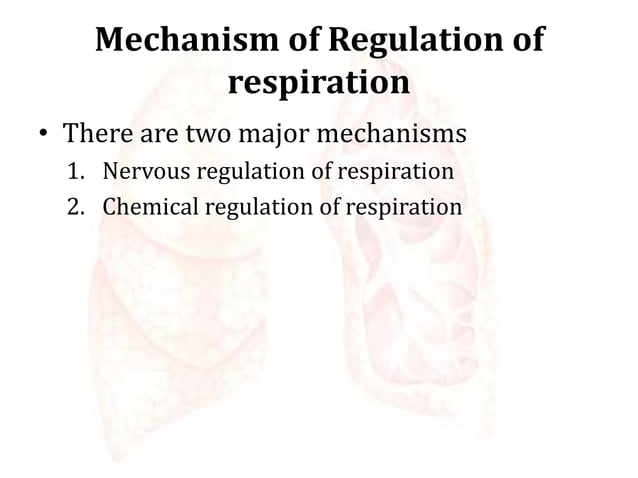 Mechanism of Regulation of
respiration
• There are two major mechanisms
1. Nervous regulation of respiration
2. Chemical regulation of respiration